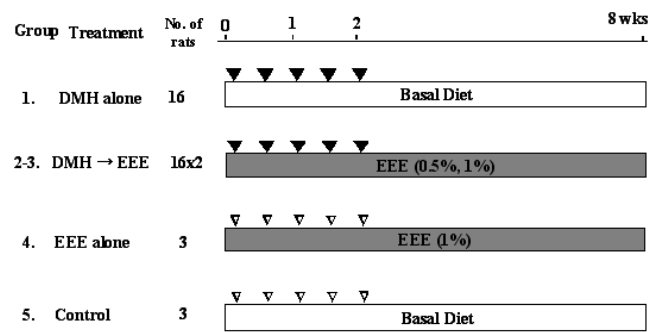 Group Treatment No. of rats 0 1 2 8 wks
1. DMH alone 16 Basal Diet
2-3. DMH → EEE 16x2 EEE (0.5%, 1%)
4. EEE alone 3 EEE (1%)
5. Control 3 Basal Diet